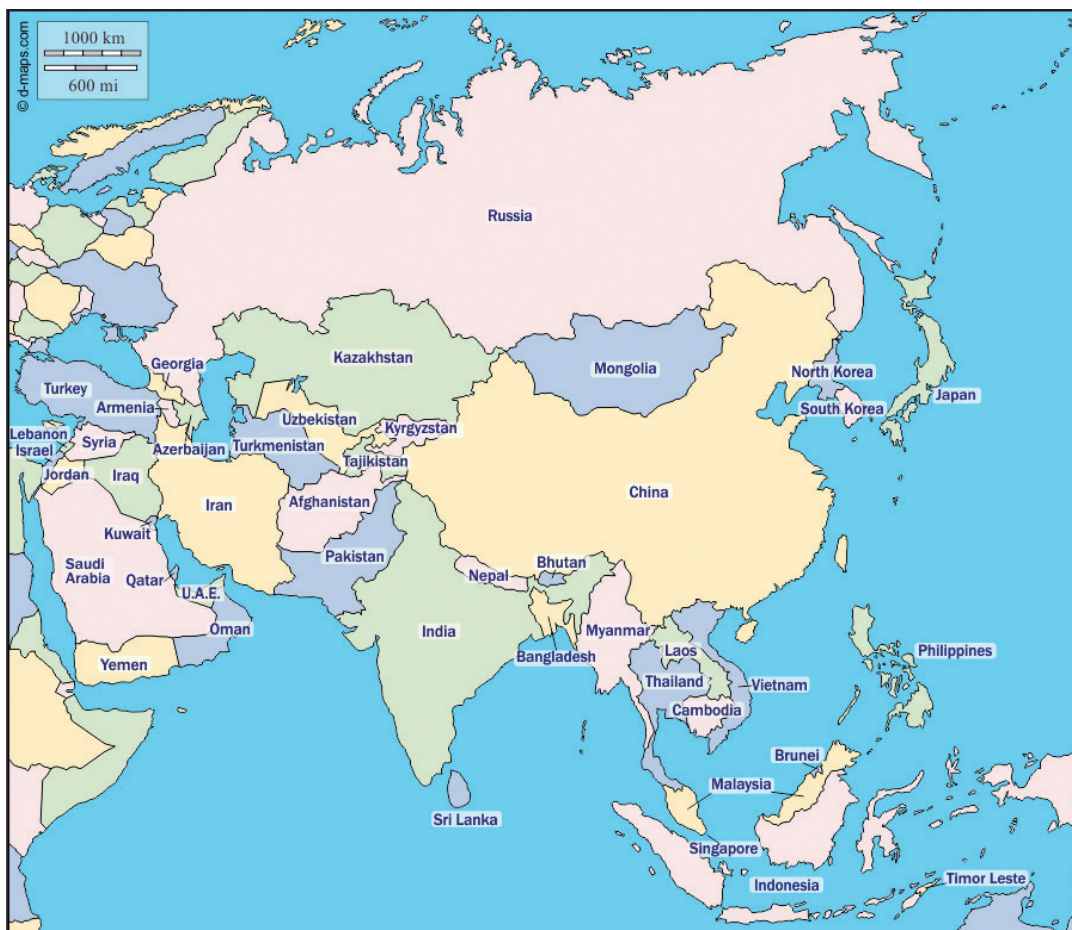 © d-maps.com
1000 km
600 mi
Russia
Georgia
Kazakhstan
Mongolia
North Korea
Turkey
Armenia
South Korea
Japan
Uzbekistan
Kyrgyzstan
Lebanon
Syria
Azerbaijan
Turkmenistan
Israel
Tajikistan
Jordan
Iraq
Iran
Afghanistan
China
Kuwait
Pakistan
Saudi
Arabia
Qatar
Nepal
Bhutan
U.A.E.
Oman
India
Myanmar
Yemen
Bangladesh
Laos
Philippines
Thailand
Vietnam
Cambodia
Brunei
Malaysia
Sri Lanka
Singapore
Indonesia
Timor Leste